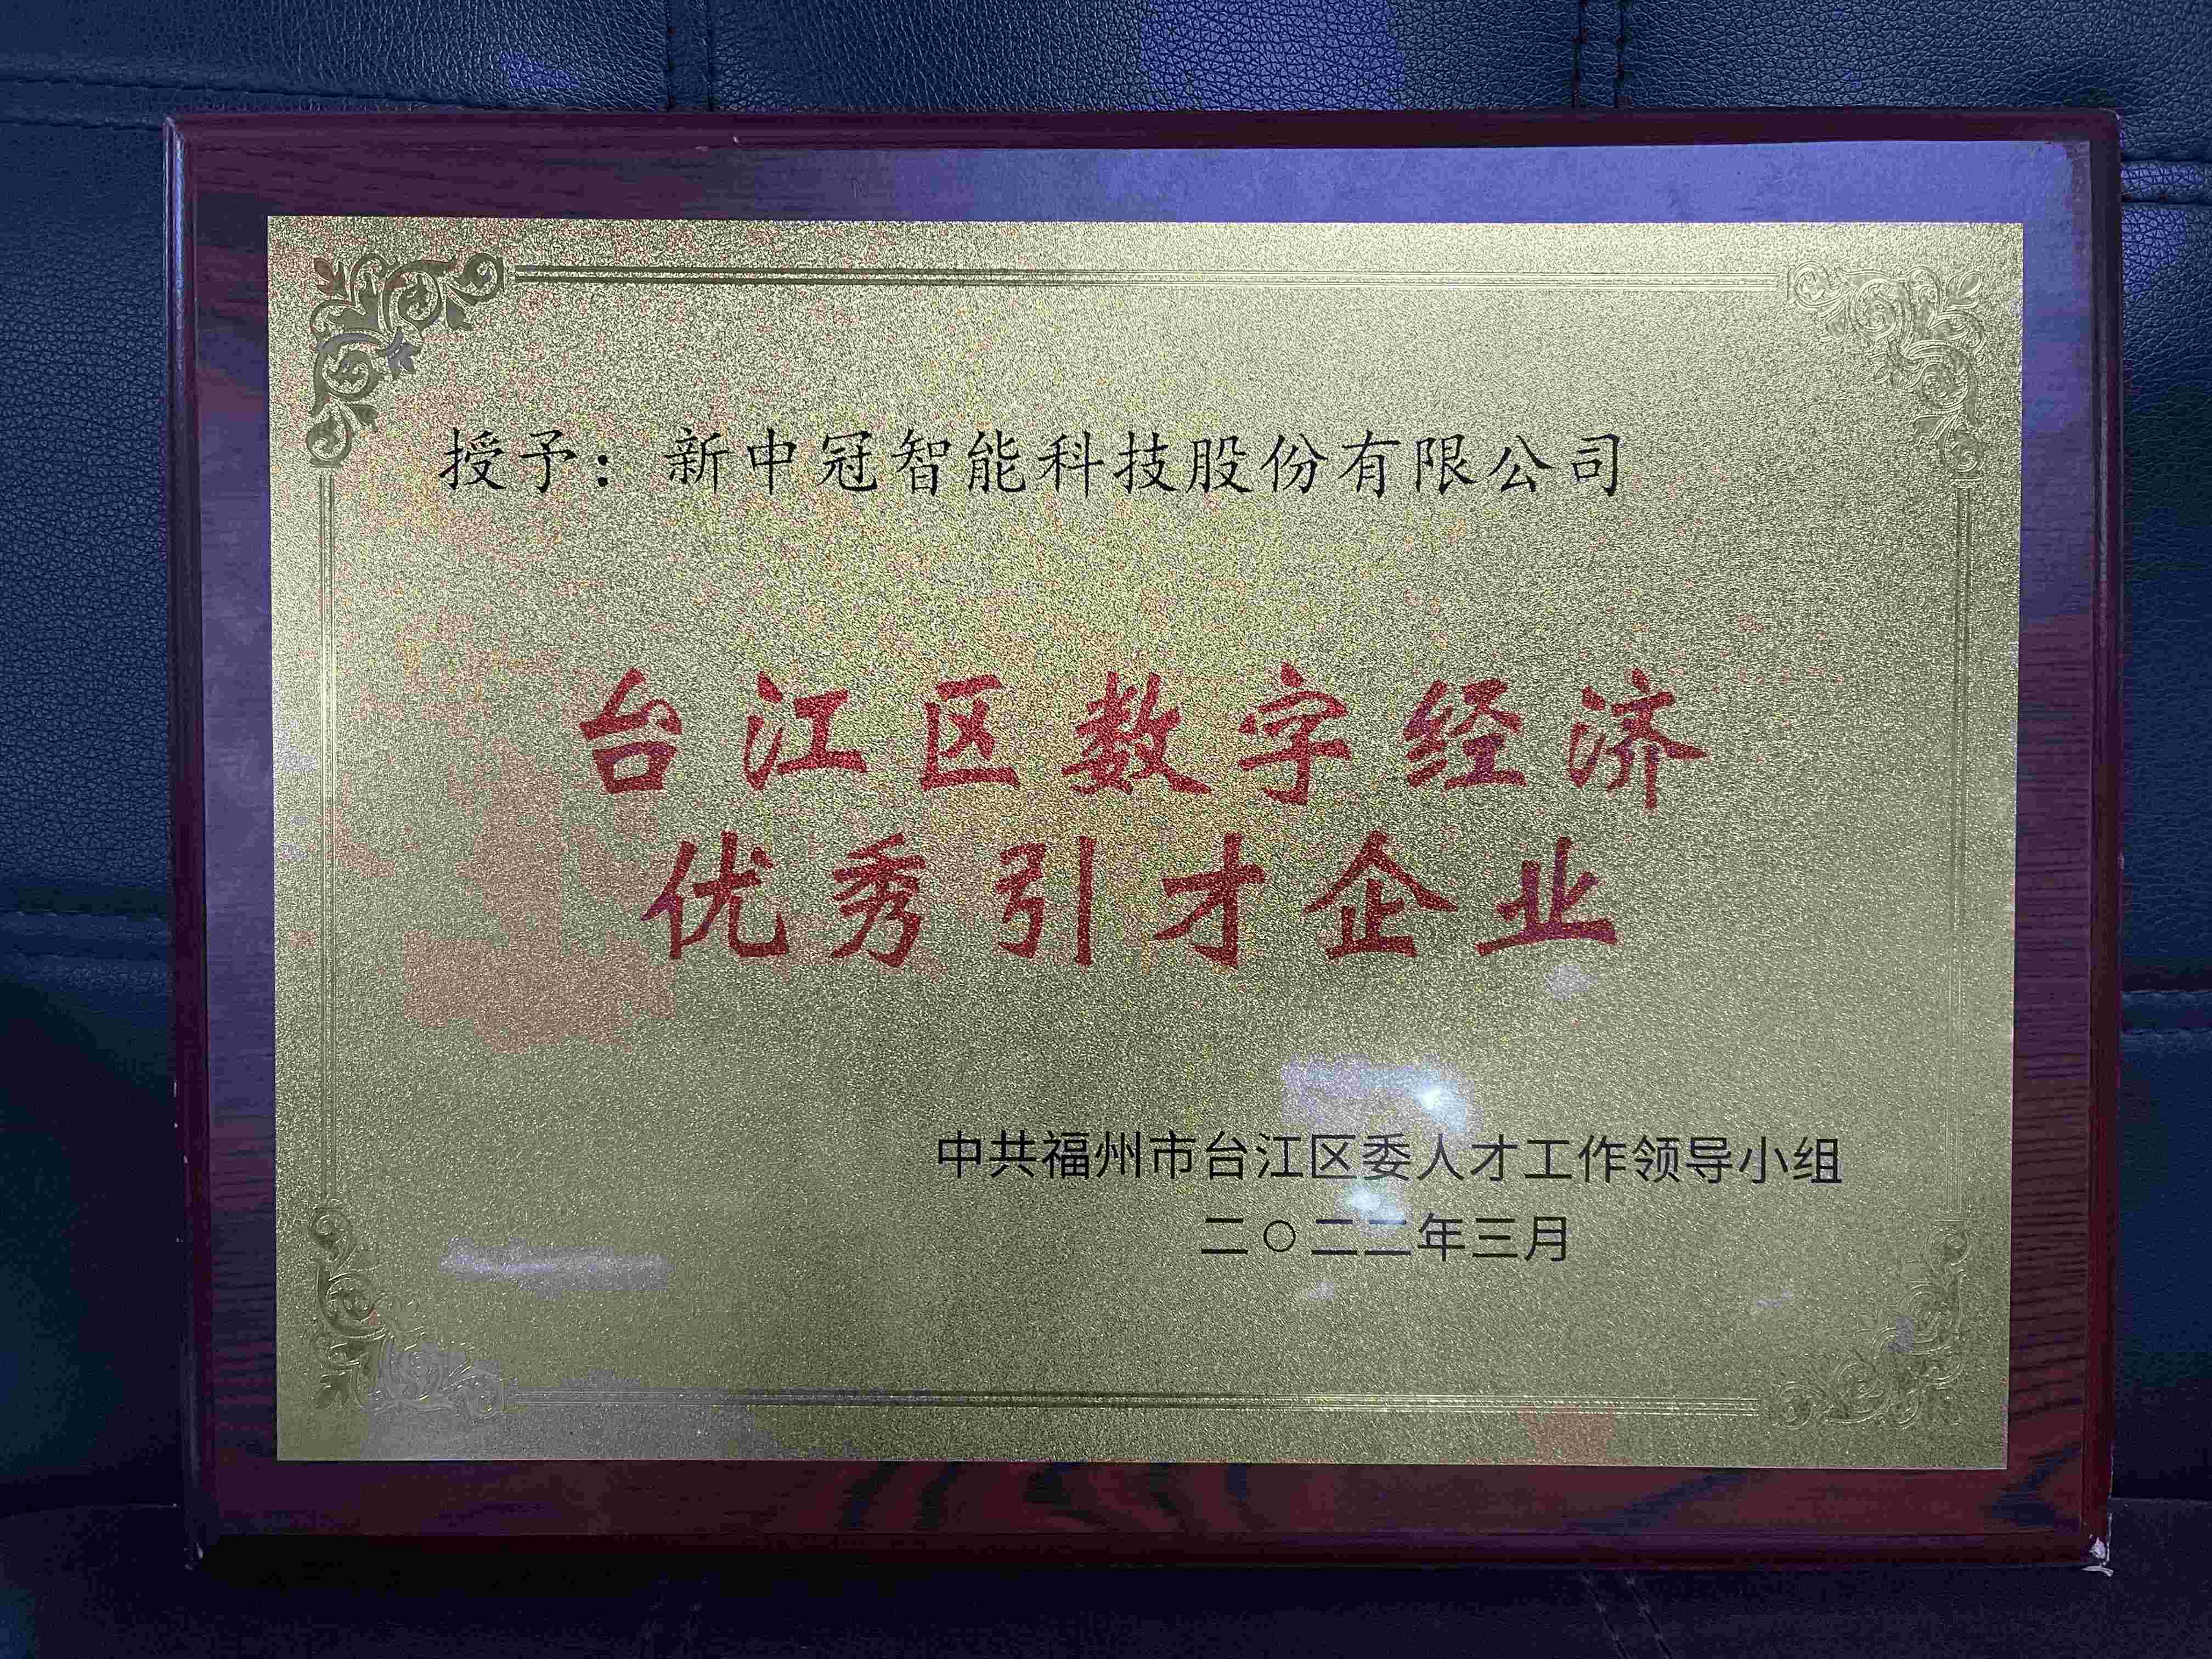 授予：新中冠智能科技股份有限公司
台江区数字经济
优秀引才企业
中共福州市台江区委人才工作领导小组
二〇二二年三月